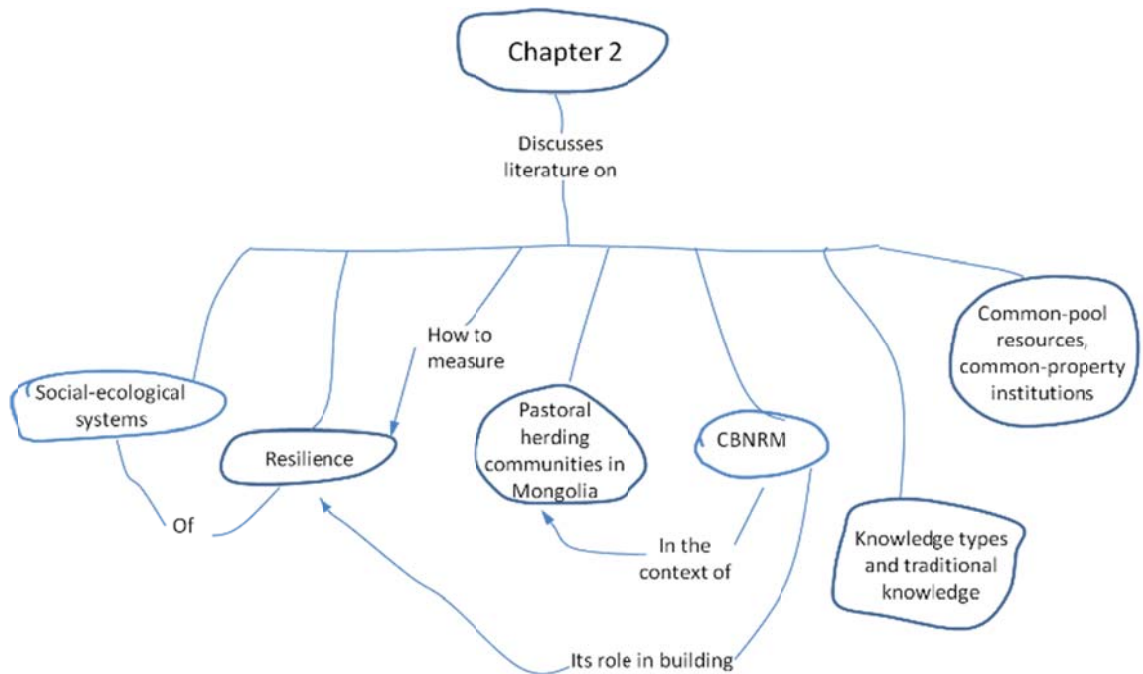 Chapter 2
Discusses
literature on
Common-pool
resources,
common-property
institutions
How to
measure
Social-ecological
systems
Pastoral
herding
communities in
Mongolia
CBNRM
Resilience
Of
In the
context of
Knowledge types
and traditional
knowledge
Its role in building